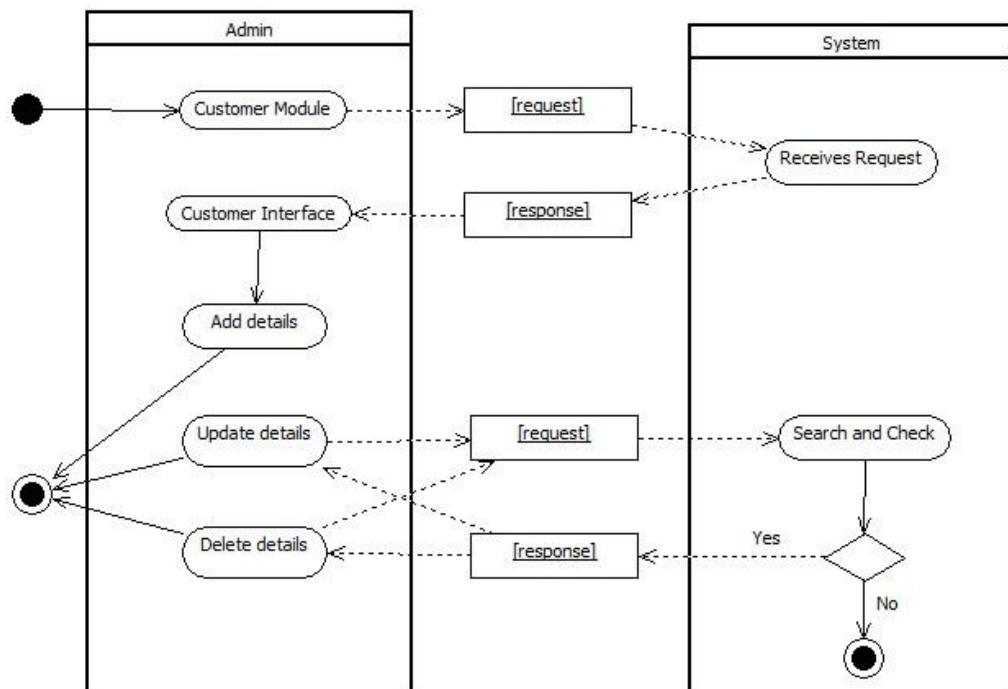 Admin
System
Customer Module
[request]
Receives Request
Customer Interface
[response]
Add details
Update details
[request]
Search and Check
Delete details
[response]
Yes
No